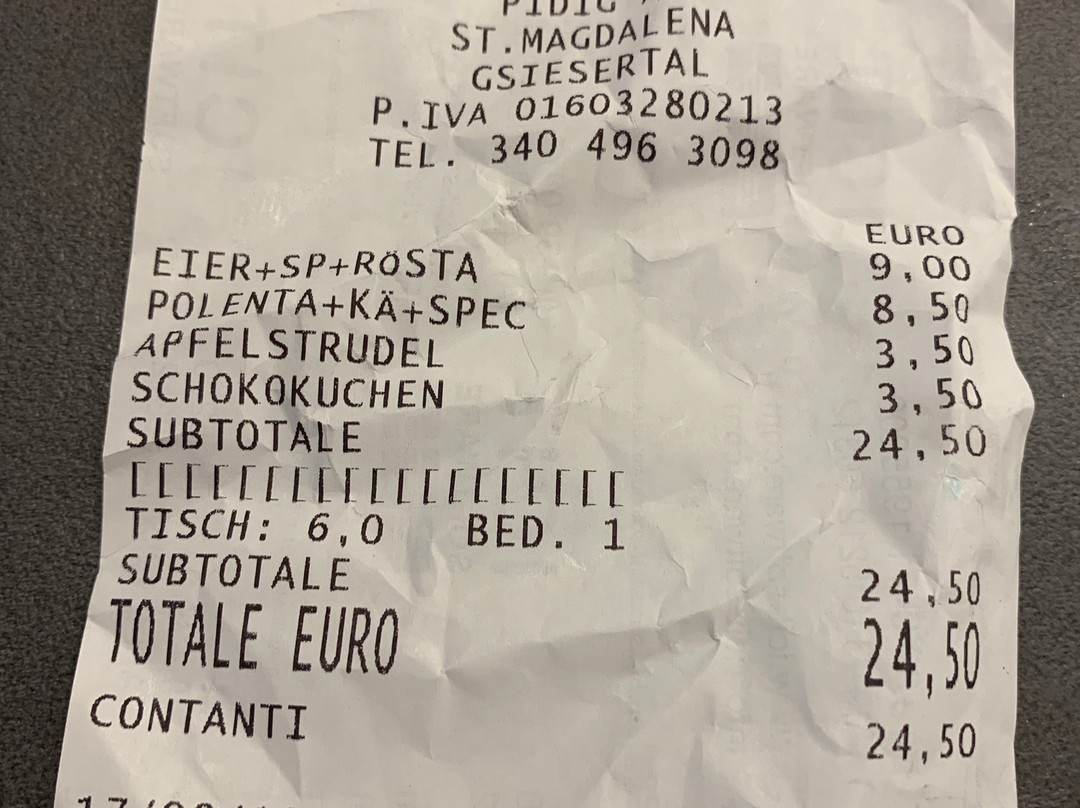 PIDIG
ST.MAGDALENA
GSIESERTAL
P.IVA 01603280213
TEL. 340 496 3098
EURO
EIER+SP+RÖSTA 9,00
POLENTA+KÄ+SPEC 8,50
APFELSTRUDEL 3,50
SCHOKOKUCHEN 3,50
SUBTOTALE 24,50
[[[[[[[[[[[[[[[[[[[
TISCH: 6,0 BED. 1
SUBTOTALE 24,50
TOTALE EURO 24,50
CONTANTI 24,50